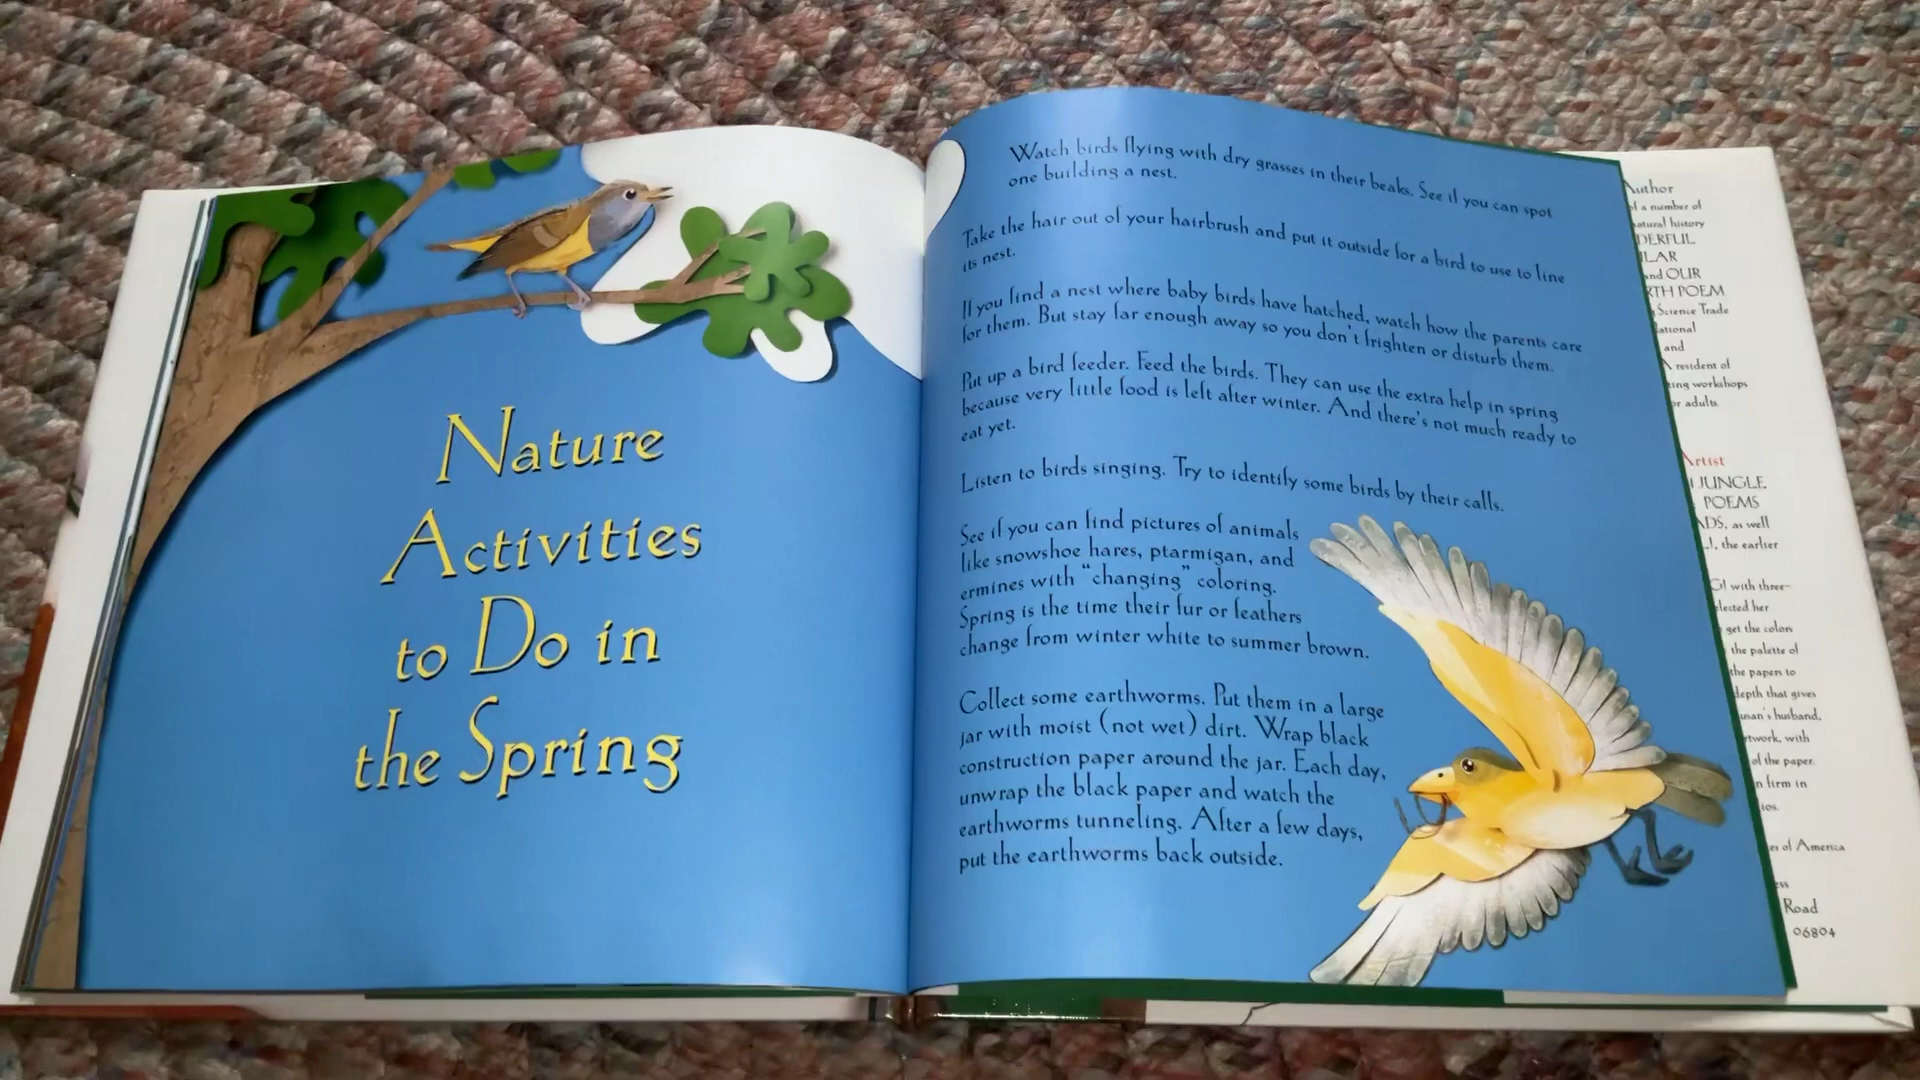 Nature
Activities
to Do in
the Spring
Watch birds flying with dry grasses in their beaks. See if you can spot
one building a nest.
Take the hair out of your hairbrush and put it outside for a bird to use to line
its nest.
If you find a nest where baby birds have hatched, watch how the parents care
for them. But stay far enough away so you don't frighten or disturb them.
Put up a bird feeder. Feed the birds. They can use the extra help in spring
because very little food is left after winter. And there's not much ready to
eat yet.
Listen to birds singing. Try to identify some birds by their calls.
See if you can find pictures of animals
like snowshoe hares, ptarmigan, and
ermines with "changing" coloring.
Spring is the time their fur or feathers
change from winter white to summer brown.
Collect some earthworms. Put them in a large
jar with moist (not wet) dirt. Wrap black
construction paper around the jar. Each day,
unwrap the black paper and watch the
earthworms tunneling. After a few days,
put the earthworms back outside.
Author
of a number of
natural history
and OUR
POEM
Science Trade
and
resident of
workshops
or adults.
Artist
JUNGLE
POEMS
as well
the earlier
with three-
her
get the colors
the palette of
the papers to
depth that gives
husband,
with
of the paper.
firm in
of America
Road
06804